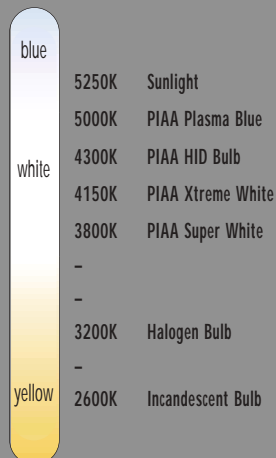 blue
5250K Sunlight
5000K PIAA Plasma Blue
4300K PIAA HID Bulb
white
4150K PIAA Xtreme White
3800K PIAA Super White
–
–
3200K Halogen Bulb
–
yellow
2600K Incandescent Bulb